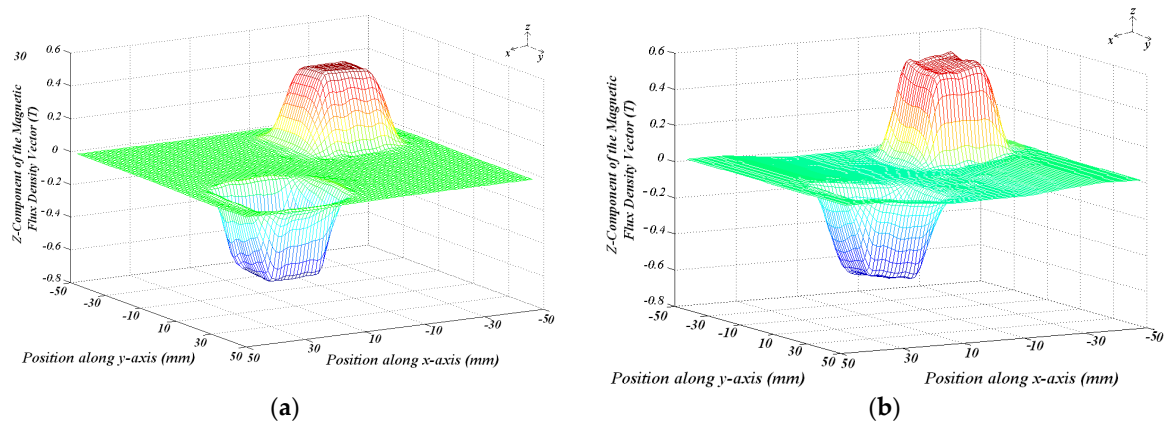 z
x
y
0.6
30
0.4
0.2
0
-0.2
-0.4
-0.6
-0.8
Z-Component of the Magnetic
Flux Density Vector (T)
-50
-30
-10
10
30
50
Position along y-axis (mm)
50
30
10
-10
-30
-50
Position along x-axis (mm)
(a)
z
x
y
0.6
0.4
0.2
0
-0.2
-0.4
-0.6
-0.8
Z-Component of the Magnetic
Flux Density Vector (T)
-50
-30
-10
10
30
50
Position along y-axis (mm)
50
30
10
-10
-30
-50
Position along x-axis (mm)
(b)